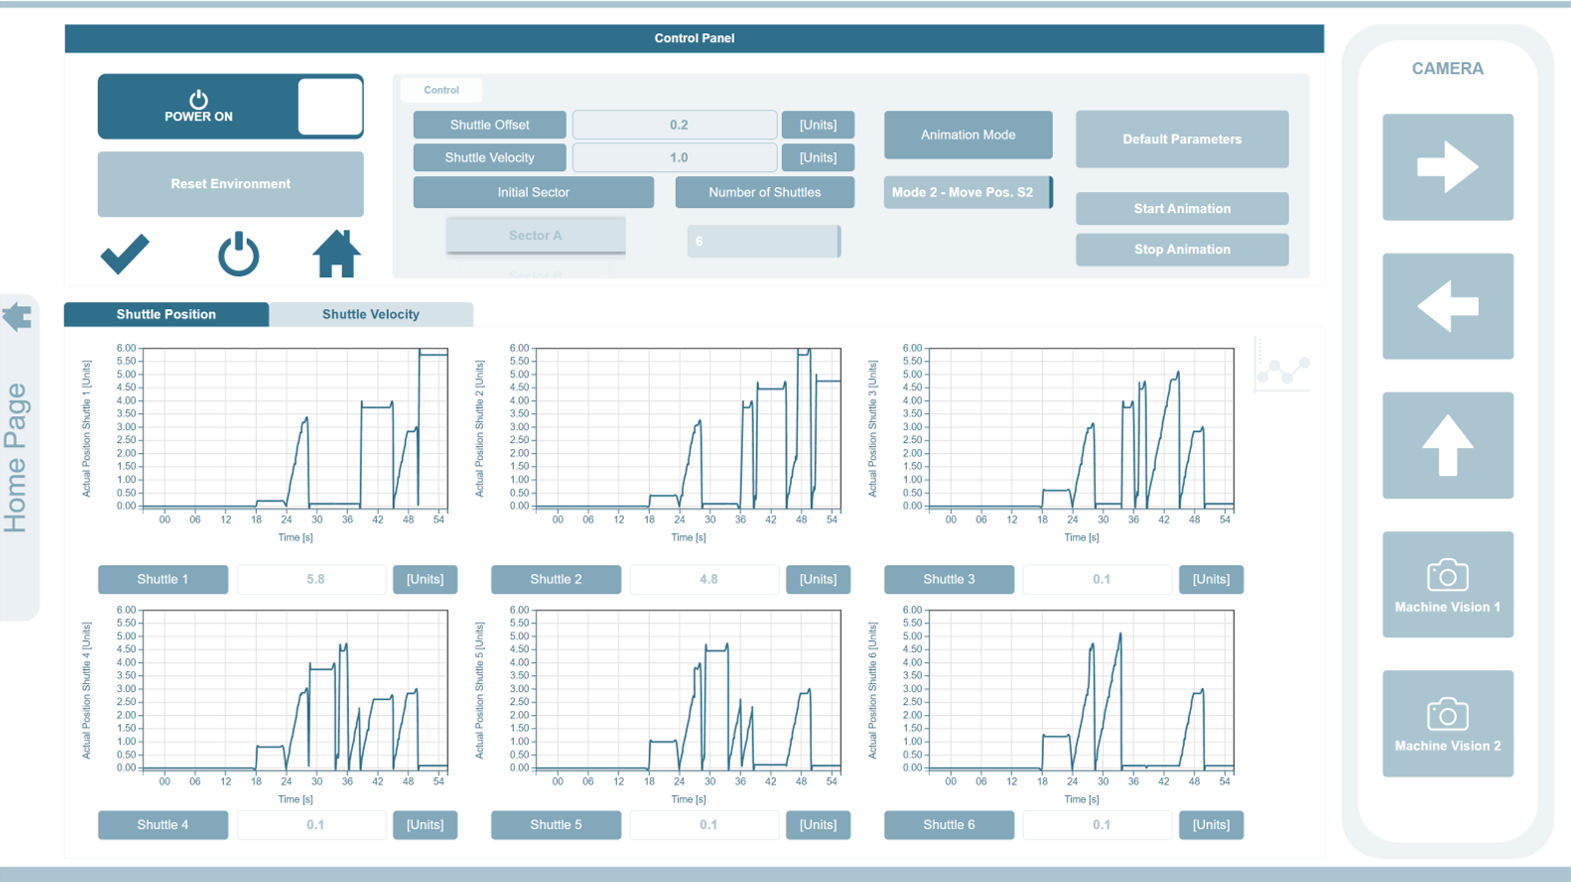 Control Panel
CAMERA
POWER ON
Control
Shuttle Offset 0.2 [Units]
Animation Mode
Default Parameters
Shuttle Velocity 1.0 [Units]
Reset Environment
Initial Sector
Number of Shuttles
Mode 2 - Move Pos. S2
Start Animation
Sector A
6
Stop Animation
Sector B
Home Page
Shuttle Position
Shuttle Velocity
Actual Position Shuttle 1 [Units]
6.00
5.50
5.00
4.50
4.00
3.50
3.00
2.50
2.00
1.50
1.00
0.50
0.00
00 06 12 18 24 30 36 42 48 54
Time [s]
Actual Position Shuttle 2 [Units]
6.00
5.50
5.00
4.50
4.00
3.50
3.00
2.50
2.00
1.50
1.00
0.50
0.00
00 06 12 18 24 30 36 42 48 54
Time [s]
Actual Position Shuttle 3 [Units]
6.00
5.50
5.00
4.50
4.00
3.50
3.00
2.50
2.00
1.50
1.00
0.50
0.00
00 06 12 18 24 30 36 42 48 54
Time [s]
Shuttle 1 5.8 [Units]
Shuttle 2 4.8 [Units]
Shuttle 3 0.1 [Units]
Actual Position Shuttle 4 [Units]
6.00
5.50
5.00
4.50
4.00
3.50
3.00
2.50
2.00
1.50
1.00
0.50
0.00
00 06 12 18 24 30 36 42 48 54
Time [s]
Actual Position Shuttle 5 [Units]
6.00
5.50
5.00
4.50
4.00
3.50
3.00
2.50
2.00
1.50
1.00
0.50
0.00
00 06 12 18 24 30 36 42 48 54
Time [s]
Actual Position Shuttle 6 [Units]
6.00
5.50
5.00
4.50
4.00
3.50
3.00
2.50
2.00
1.50
1.00
0.50
0.00
00 06 12 18 24 30 36 42 48 54
Time [s]
Shuttle 4 0.1 [Units]
Shuttle 5 0.1 [Units]
Shuttle 6 0.1 [Units]
Machine Vision 1
Machine Vision 2